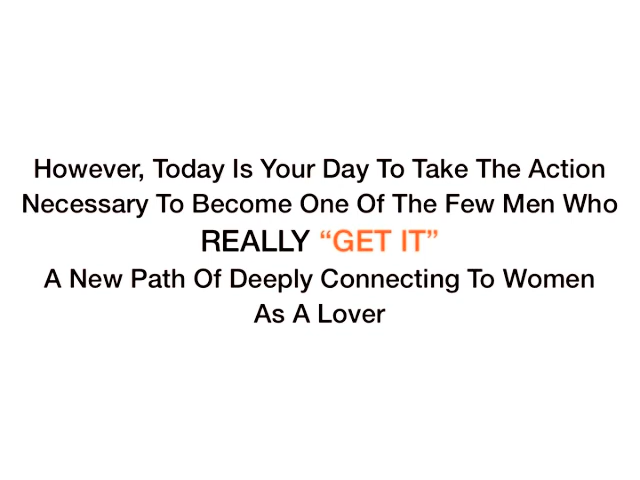 However, Today Is Your Day To Take The Action
Necessary To Become One Of The Few Men Who
REALLY “GET IT”
A New Path Of Deeply Connecting To Women
As A Lover